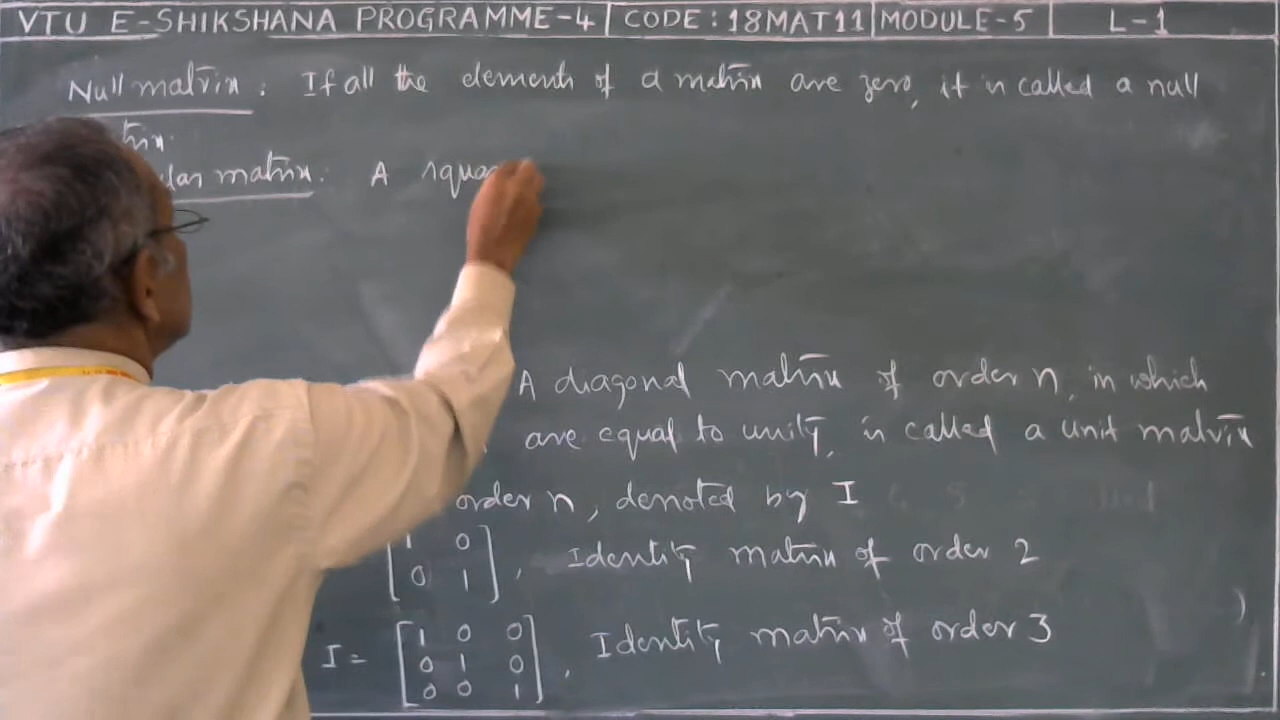 VTU E-SHIKSHANA PROGRAMME-4 CODE: 18MAT11 MODULE-5 L-1
Null matrix : If all the elements of a matrix are zero, it is called a null
trix.
lar matrix: A squa
A diagonal matrix of order n, in which
are equal to unity, is called a unit matrix
order n, denoted by I
[1 0
0 1], Identity matrix of order 2
I = [1 0 0
0 1 0
0 0 1], Identity matrix of order 3